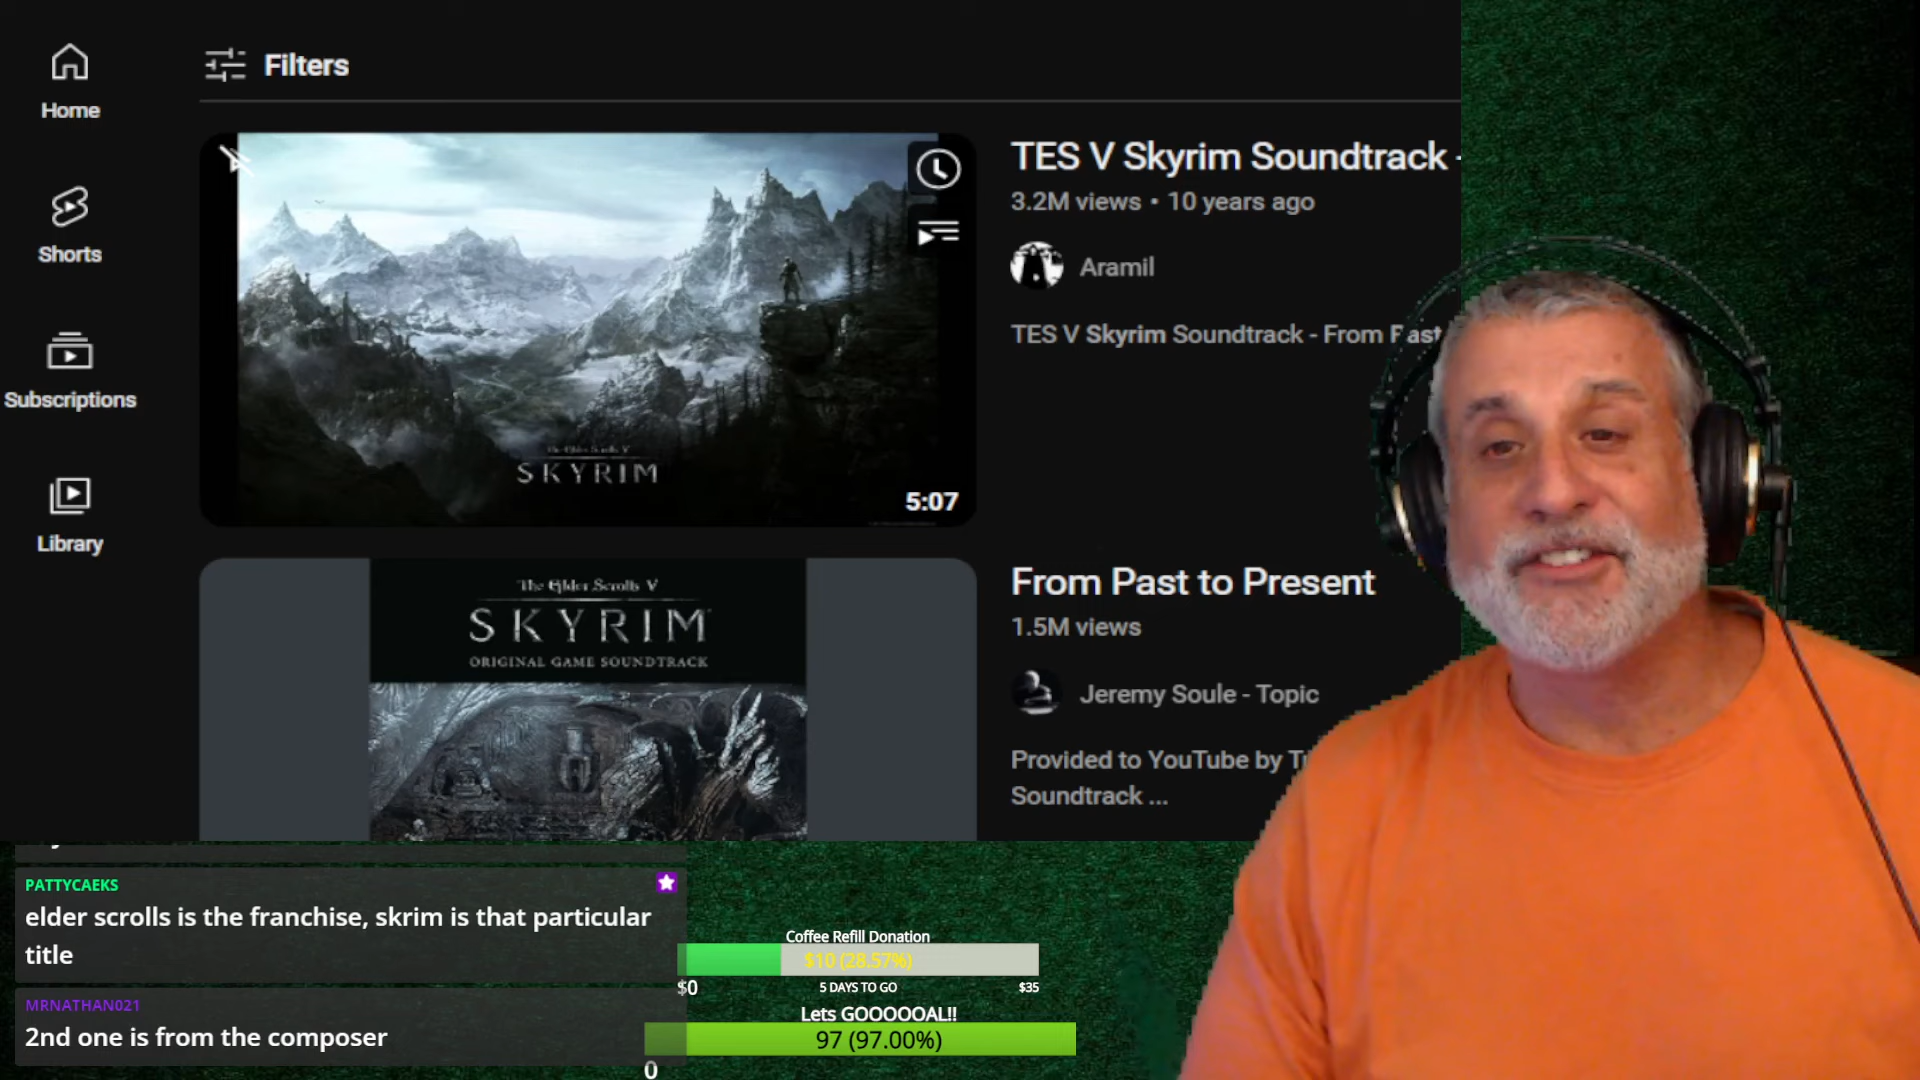 Filters
Home
Shorts
Subscriptions
Library
The Elder Scrolls V
SKYRIM
5:07
TES V Skyrim Soundtrack -
3.2M views • 10 years ago
Aramil
TES V Skyrim Soundtrack - From Past
The Elder Scrolls V
SKYRIM
ORIGINAL GAME SOUNDTRACK
From Past to Present
1.5M views
Jeremy Soule - Topic
Provided to YouTube by
Soundtrack ...
PATTYCAEKS
elder scrolls is the franchise, skrim is that particular
title
MRNATHAN021
2nd one is from the composer
Coffee Refill Donation
$10 (28.57%)
$0 5 DAYS TO GO $35
Lets GOOOOOAL!!
97 (97.00%)
0